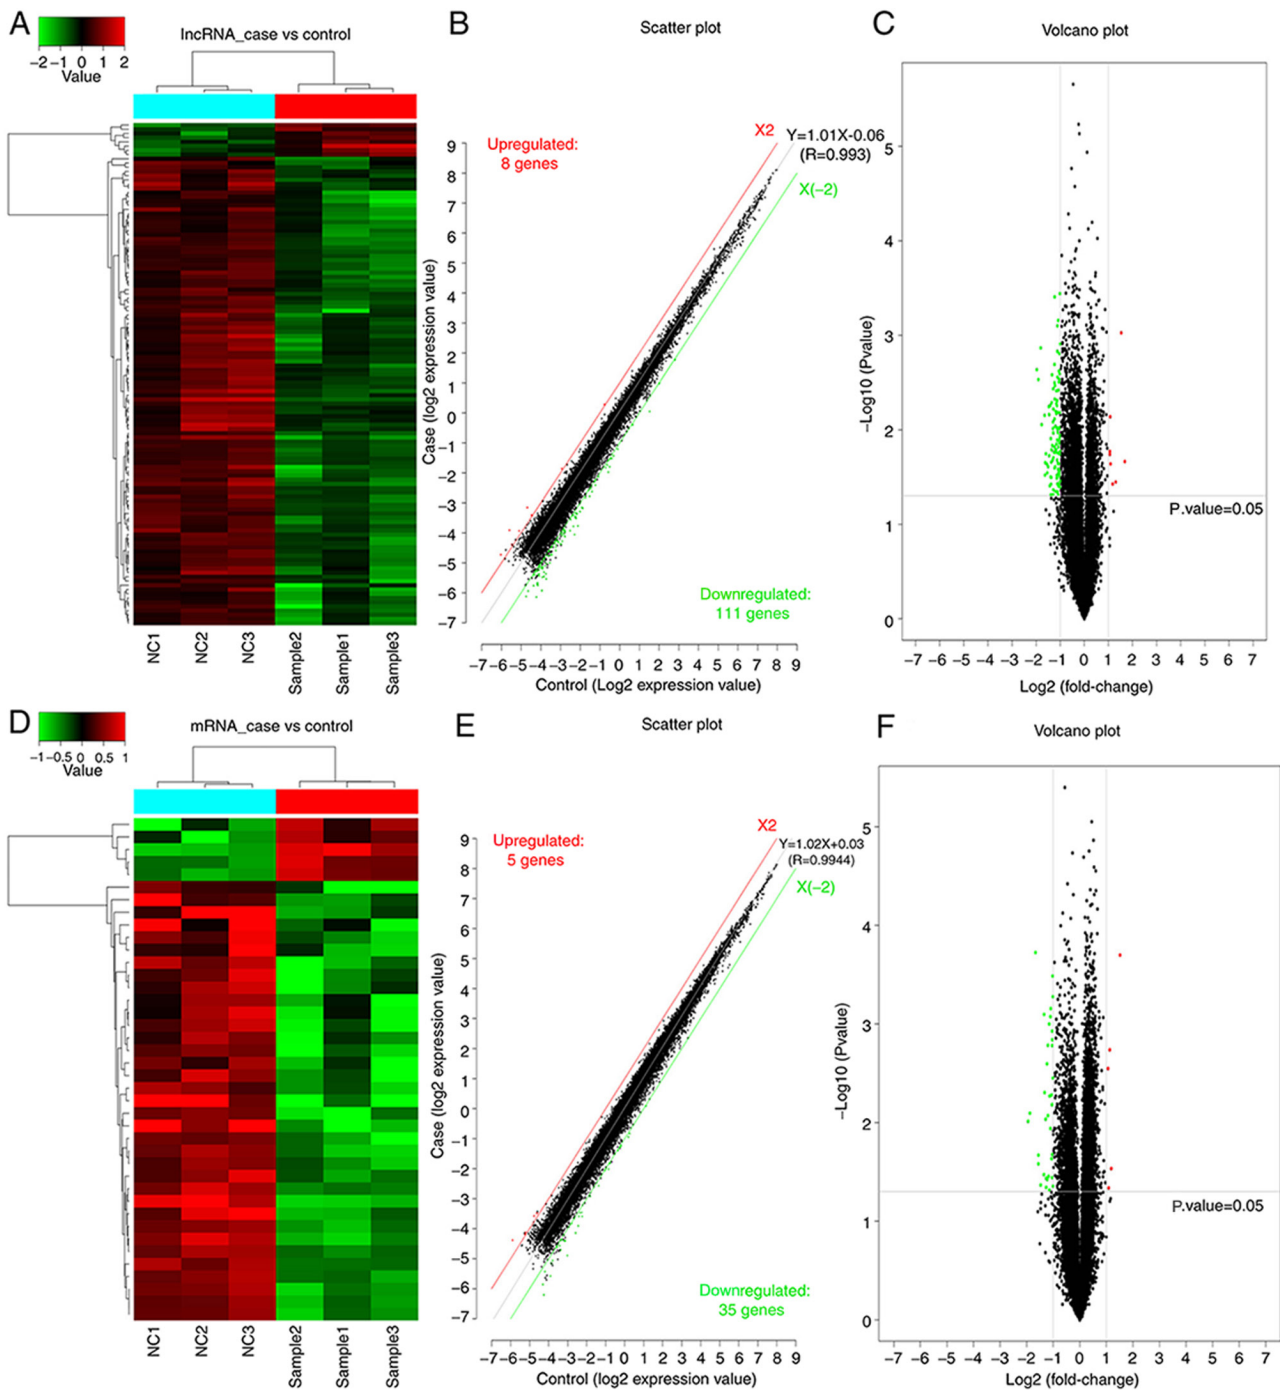 A
−2 −1 0 1 2
Value
lncRNA_case vs control
NC1
NC2
NC3
Sample2
Sample1
Sample3
B
Scatter plot
Upregulated:
8 genes
X2
Y=1.01X-0.06
(R=0.993)
X(−2)
9
8
7
6
5
4
3
2
1
0
−1
−2
−3
−4
−5
−6
−7
Case (log2 expression value)
Downregulated:
111 genes
−7 −6 −5 −4 −3 −2 −1 0 1 2 3 4 5 6 7 8 9
Control (Log2 expression value)
C
Volcano plot
5
4
3
2
1
0
−Log10 (Pvalue)
P.value=0.05
−7 −6 −5 −4 −3 −2 −1 0 1 2 3 4 5 6 7
Log2 (fold-change)
D
−1 −0.5 0 0.5 1
Value
mRNA_case vs control
NC1
NC2
NC3
Sample2
Sample1
Sample3
E
Scatter plot
Upregulated:
5 genes
X2
Y=1.02X+0.03
(R=0.9944)
X(−2)
9
8
7
6
5
4
3
2
1
0
−1
−2
−3
−4
−5
−6
−7
Case (log2 expression value)
Downregulated:
35 genes
−7 −6 −5 −4 −3 −2 −1 0 1 2 3 4 5 6 7 8 9
Control (log2 expression value)
F
Volcano plot
5
4
3
2
1
0
−Log10 (Pvalue)
P.value=0.05
−7 −6 −5 −4 −3 −2 −1 0 1 2 3 4 5 6 7
Log2 (fold-change)